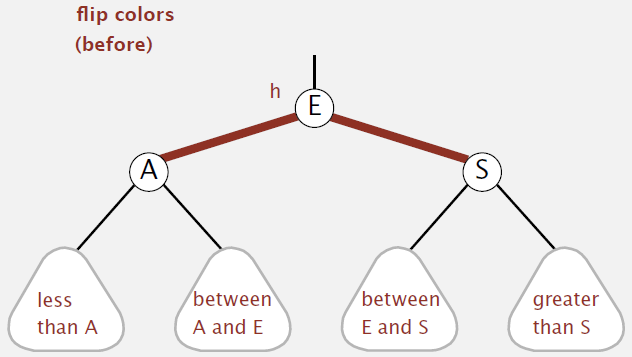 flip colors
(before)
h
E
A
S
less
than A
between
A and E
between
E and S
greater
than S